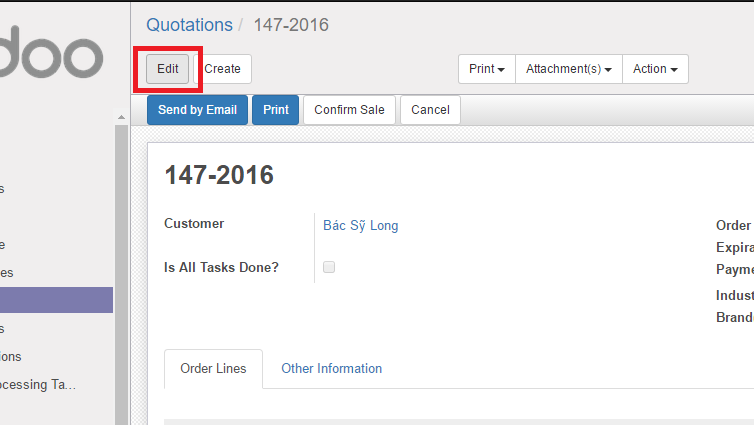 doo
Quotations / 147-2016
Edit
Create
Print
Attachment(s)
Action
Send by Email
Print
Confirm Sale
Cancel
147-2016
Customer
Bác Sỹ Long
Is All Tasks Done?
Order
Expira
Payme
Indust
Brand
Order Lines
Other Information
s
e
es
s
ions
ocessing Ta...